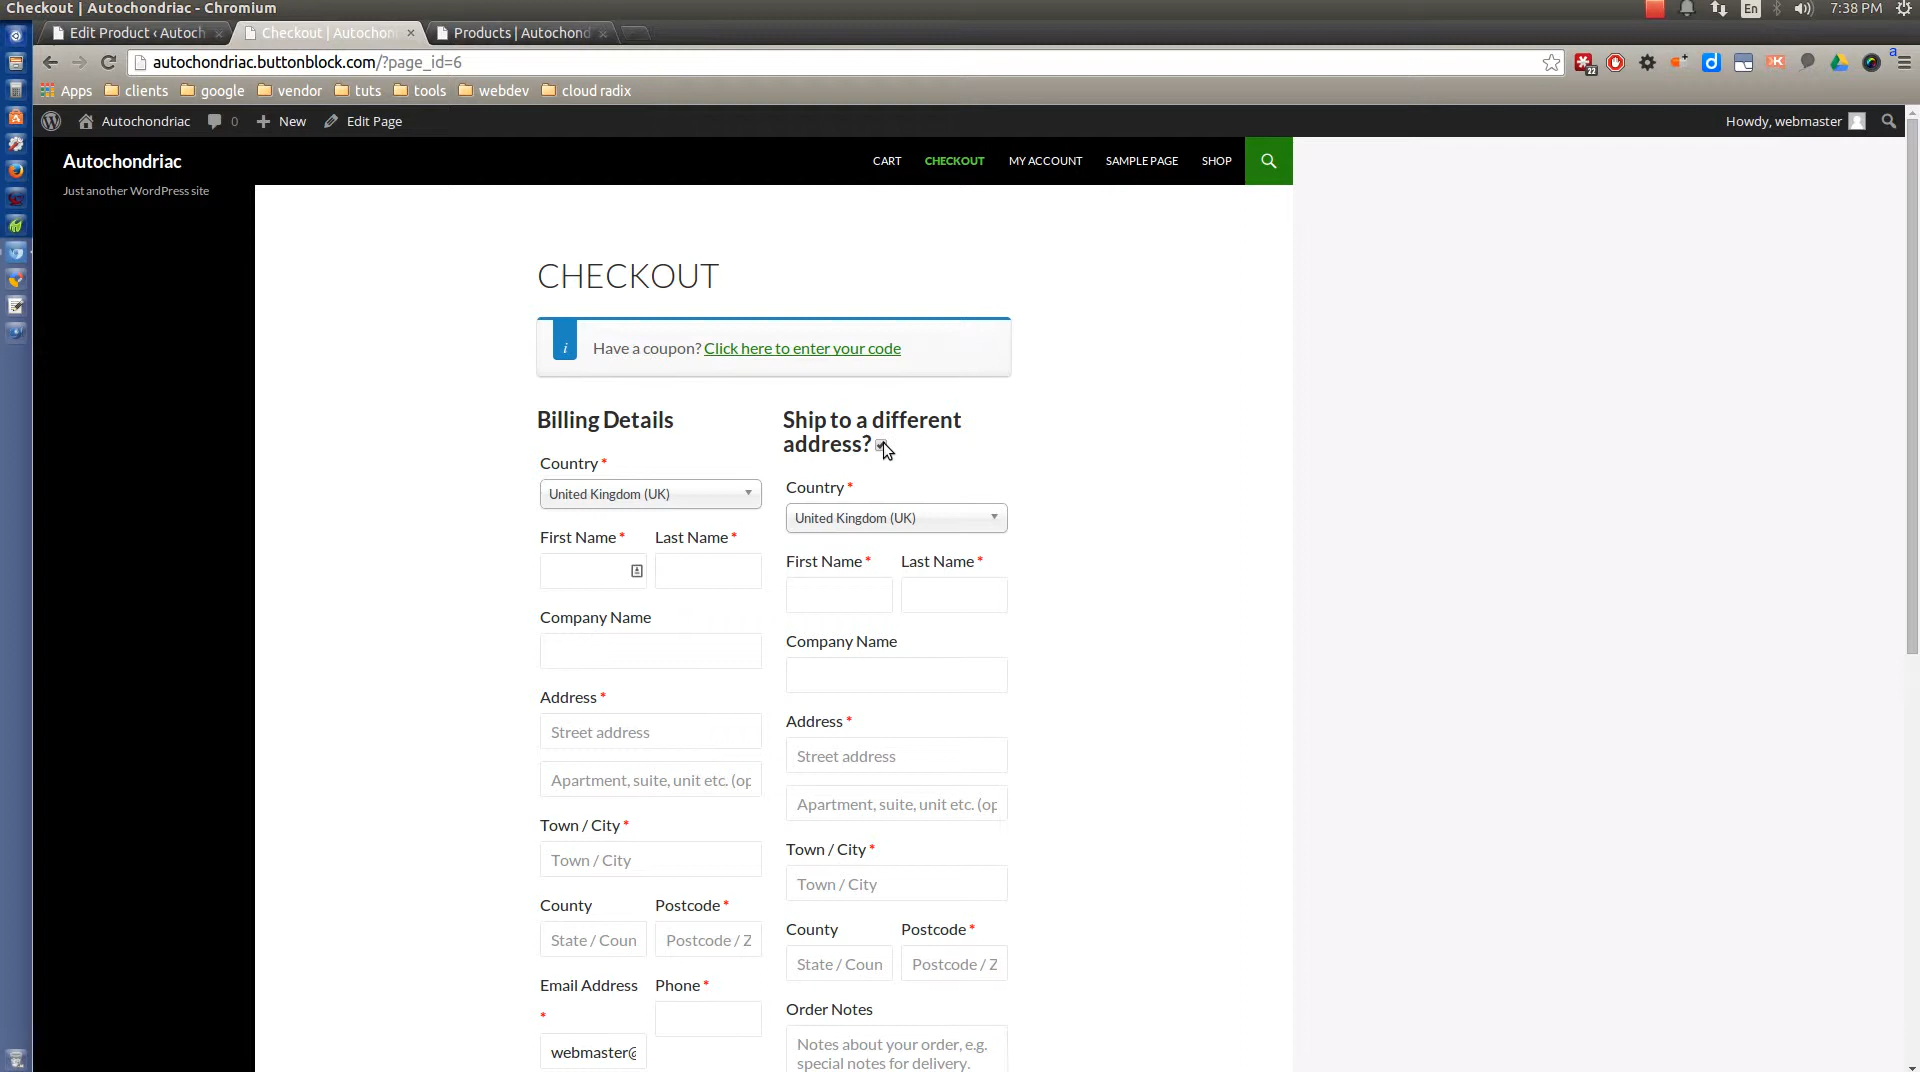 Checkout | Autochondriac - Chromium
En
7:38 PM
Edit Product ‹ Autoch
Checkout | Autochon
Products | Autochond
autochondriac.buttonblock.com/?page_id=6
22
a
Apps
clients
google
vendor
tuts
tools
webdev
cloud radix
Autochondriac
0
New
Edit Page
Howdy, webmaster
Autochondriac
CART
CHECKOUT
MY ACCOUNT
SAMPLE PAGE
SHOP
Just another WordPress site
CHECKOUT
i
Have a coupon? Click here to enter your code
Billing Details
Country *
United Kingdom (UK)
First Name * Last Name *
Company Name
Address *
Street address
Apartment, suite, unit etc. (op
Town / City *
Town / City
County Postcode *
State / Coun Postcode / Z
Email Address Phone *
*
webmaster@
Ship to a different
address?
Country *
United Kingdom (UK)
First Name * Last Name *
Company Name
Address *
Street address
Apartment, suite, unit etc. (op
Town / City *
Town / City
County Postcode *
State / Coun Postcode / Z
Order Notes
Notes about your order, e.g.
special notes for delivery.